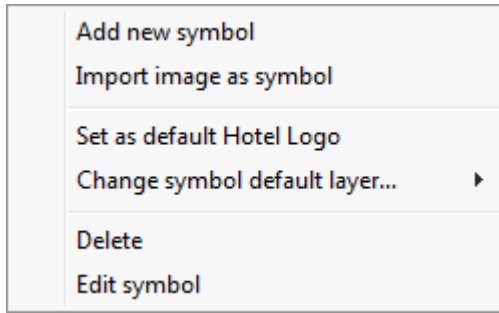 Add new symbol
Import image as symbol
Set as default Hotel Logo
Change symbol default layer...
Delete
Edit symbol